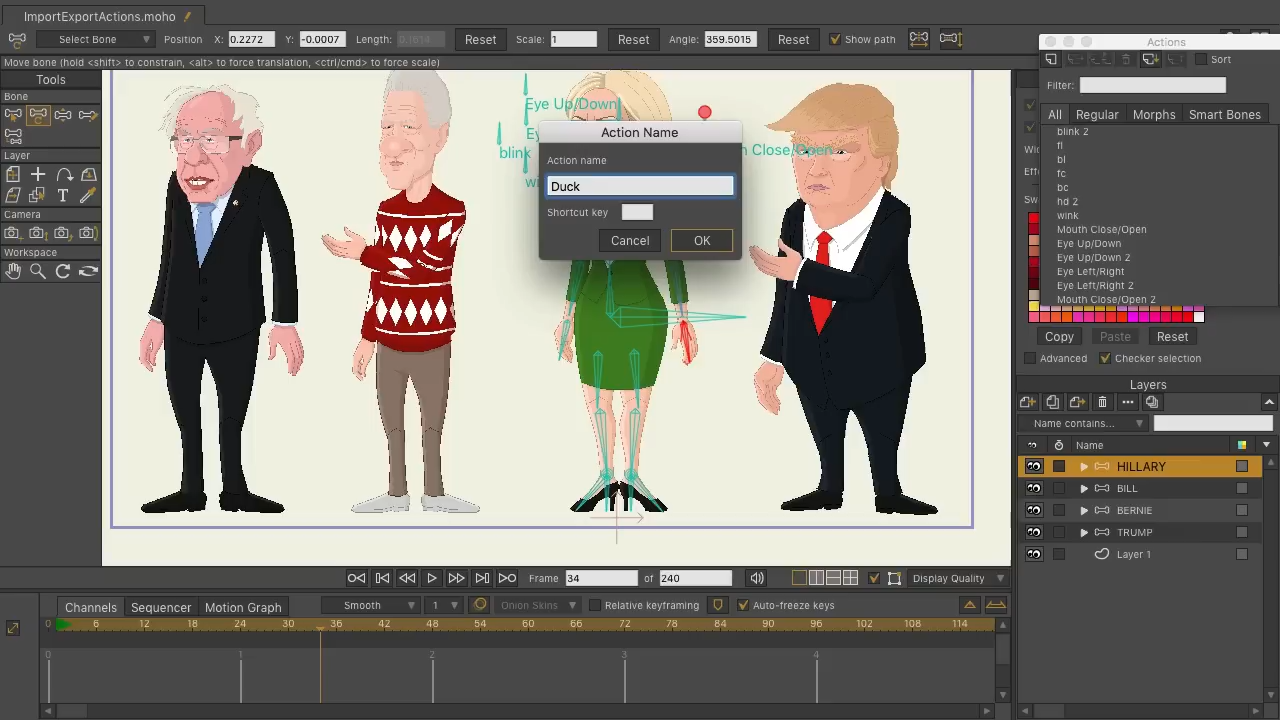 ImportExportActions.moho
Select Bone Position X: 0.2272 Y: -0.0007 Length: 0.1614 Reset Scale: 1 Reset Angle: 359.5015 Reset Show path
Move bone (hold <shift> to constrain, <alt> to force translation, <ctrl/cmd> to force scale)
Actions
Sort
Filter:
All Regular Morphs Smart Bones
blink 2
fl
bl
fc
bc
hd 2
wink
Mouth Close/Open
Eye Up/Down
Eye Up/Down 2
Eye Left/Right
Eye Left/Right 2
Mouth Close/Open 2
Tools
Bone
Layer
Camera
Workspace
Eye Up/Down
blink
Close/Open
Action Name
Action name
Duck
Shortcut key
Cancel OK
Copy Paste Reset
Advanced Checker selection
Layers
Name contains...
Name
HILLARY
BILL
BERNIE
TRUMP
Layer 1
Frame 34 of 240 Display Quality
Channels Sequencer Motion Graph Smooth 1 Onion Skins Relative keyframing Auto-freeze keys
0 6 12 18 24 30 36 42 48 54 60 66 72 78 84 90 96 102 108 114
0 1 2 3 4